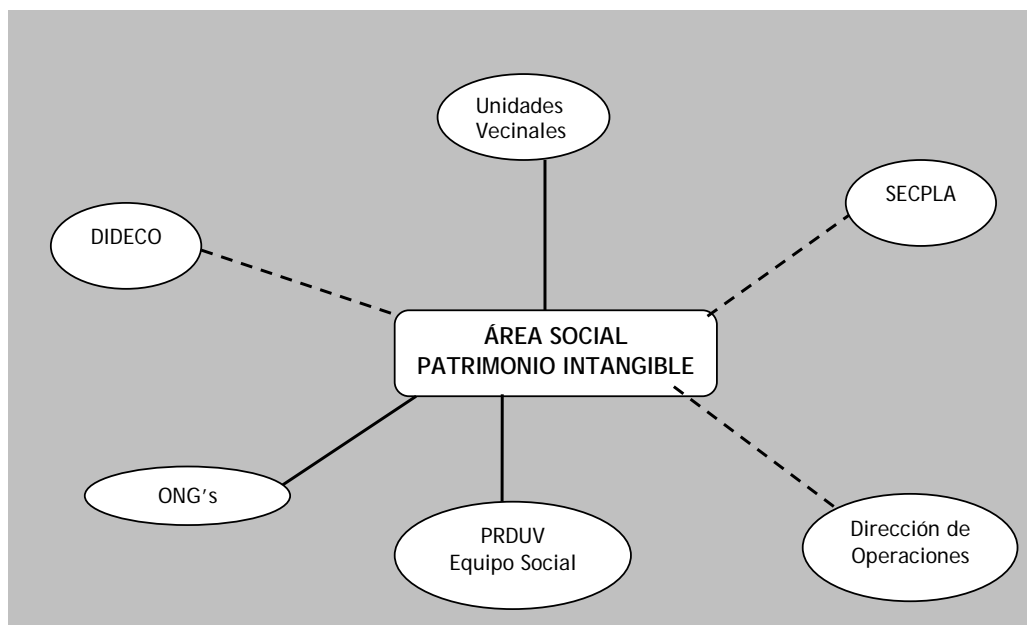 Unidades
Vecinales
SECPLA
DIDECO
ÁREA SOCIAL
PATRIMONIO INTANGIBLE
ONG's
PRDUV
Equipo Social
Dirección de
Operaciones